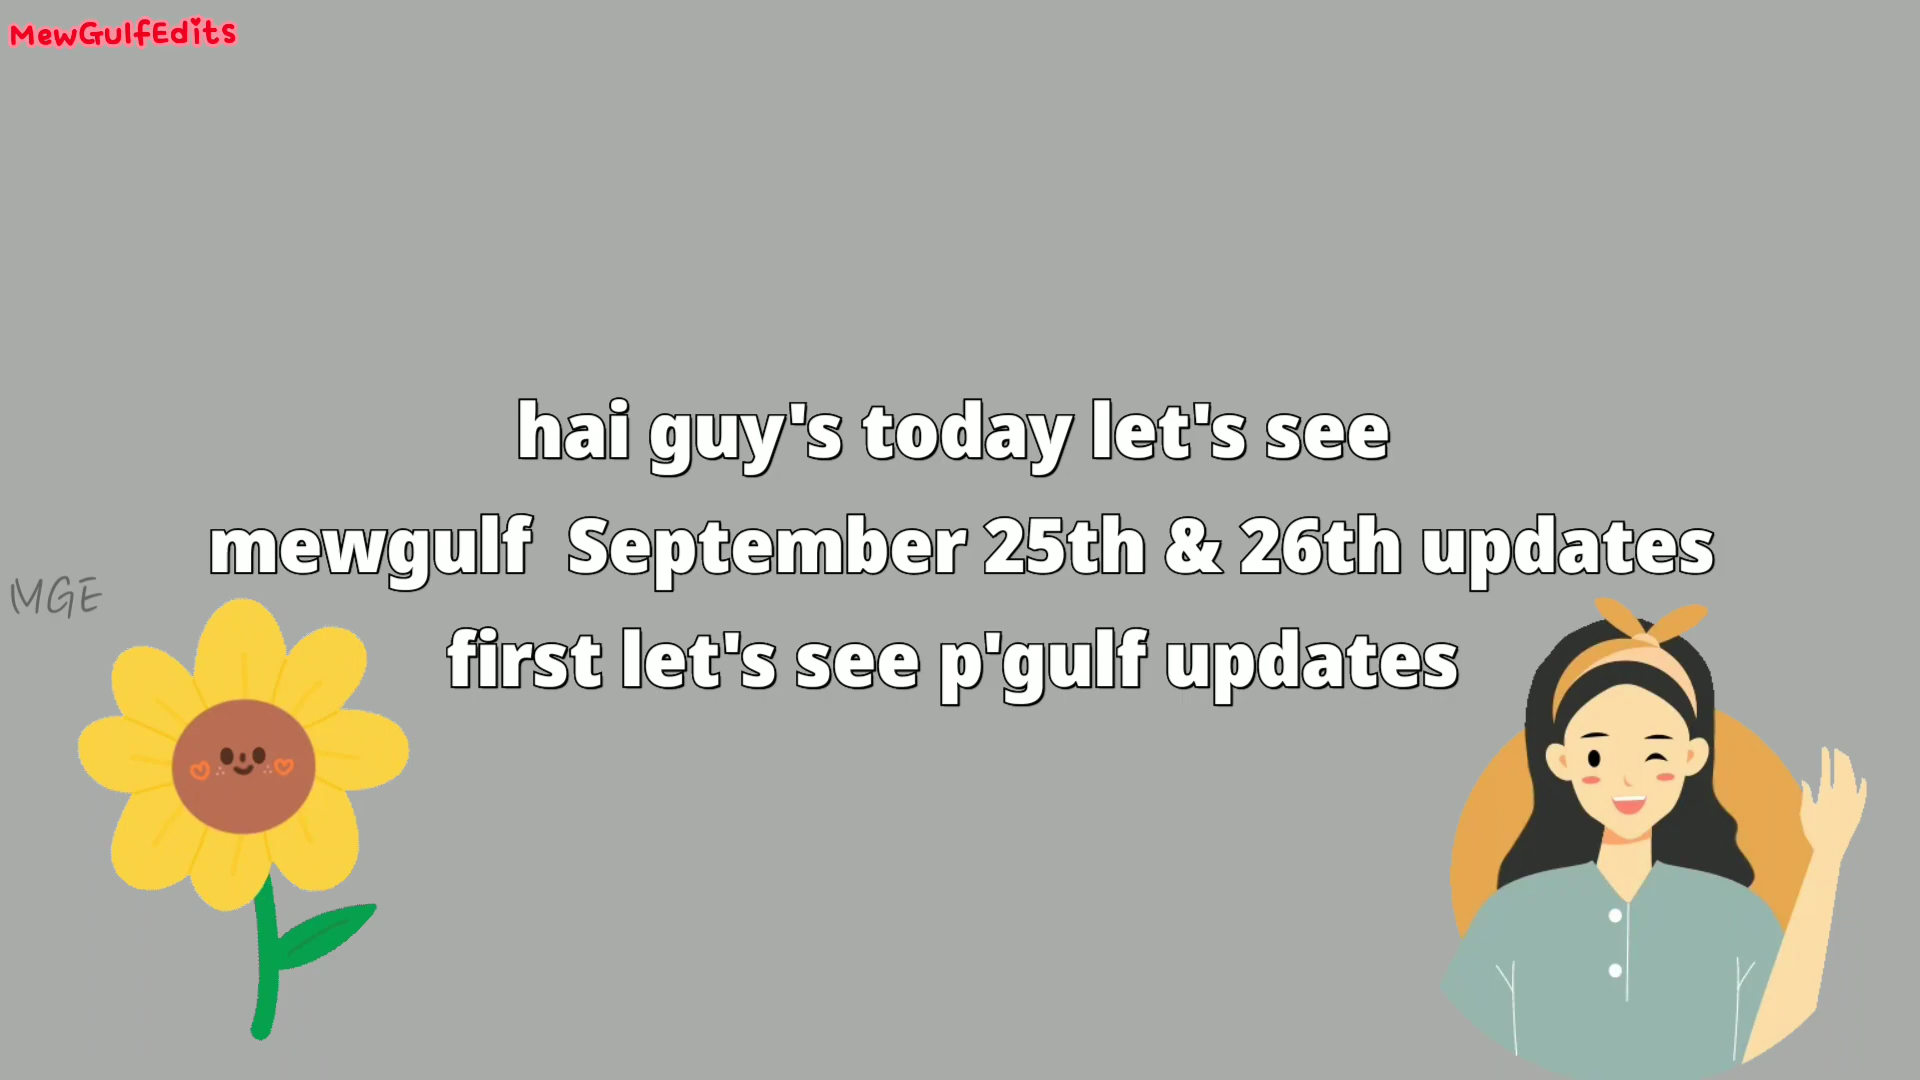 MewGulfEdits
hai guy's today let's see
mewgulf  September 25th & 26th updates
first let's see p'gulf updates
MGE